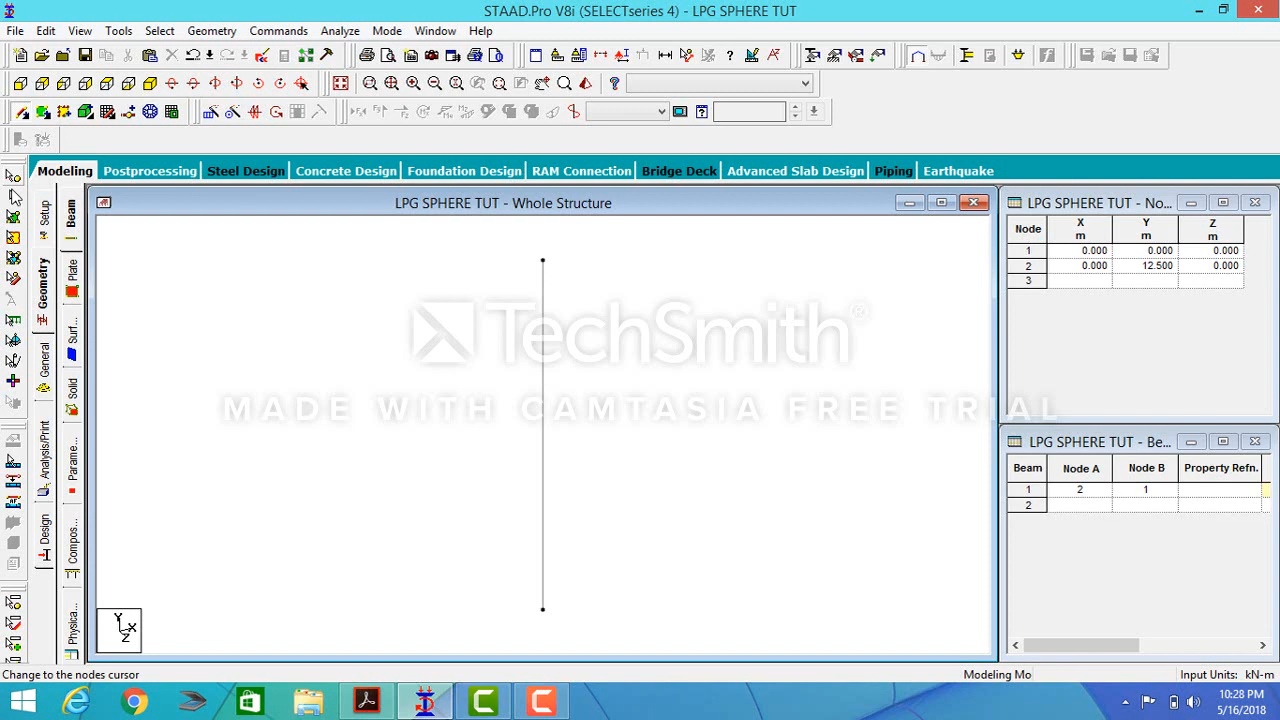 STAAD.Pro V8i (SELECTseries 4) - LPG SPHERE TUT
File Edit View Tools Select Geometry Commands Analyze Mode Window Help
Modeling Postprocessing Steel Design Concrete Design Foundation Design RAM Connection Bridge Deck Advanced Slab Design Piping Earthquake
Setup
Geometry
General
Analysis/Print
Design
Beam
Plate
Surf...
Solid
Parame...
Compos...
Physica...
LPG SPHERE TUT - Whole Structure
TechSmith®
MADE WITH CAMTASIA FREE TRIAL
Y
X
Z
LPG SPHERE TUT - No...
Node X m Y m Z m
1 0.000 0.000 0.000
2 0.000 12.500 0.000
3
LPG SPHERE TUT - Be...
Beam Node A Node B Property Refn.
1 2 1
2
Change to the nodes cursor
Modeling Mo
Input Units: kN-m
10:28 PM
5/16/2018